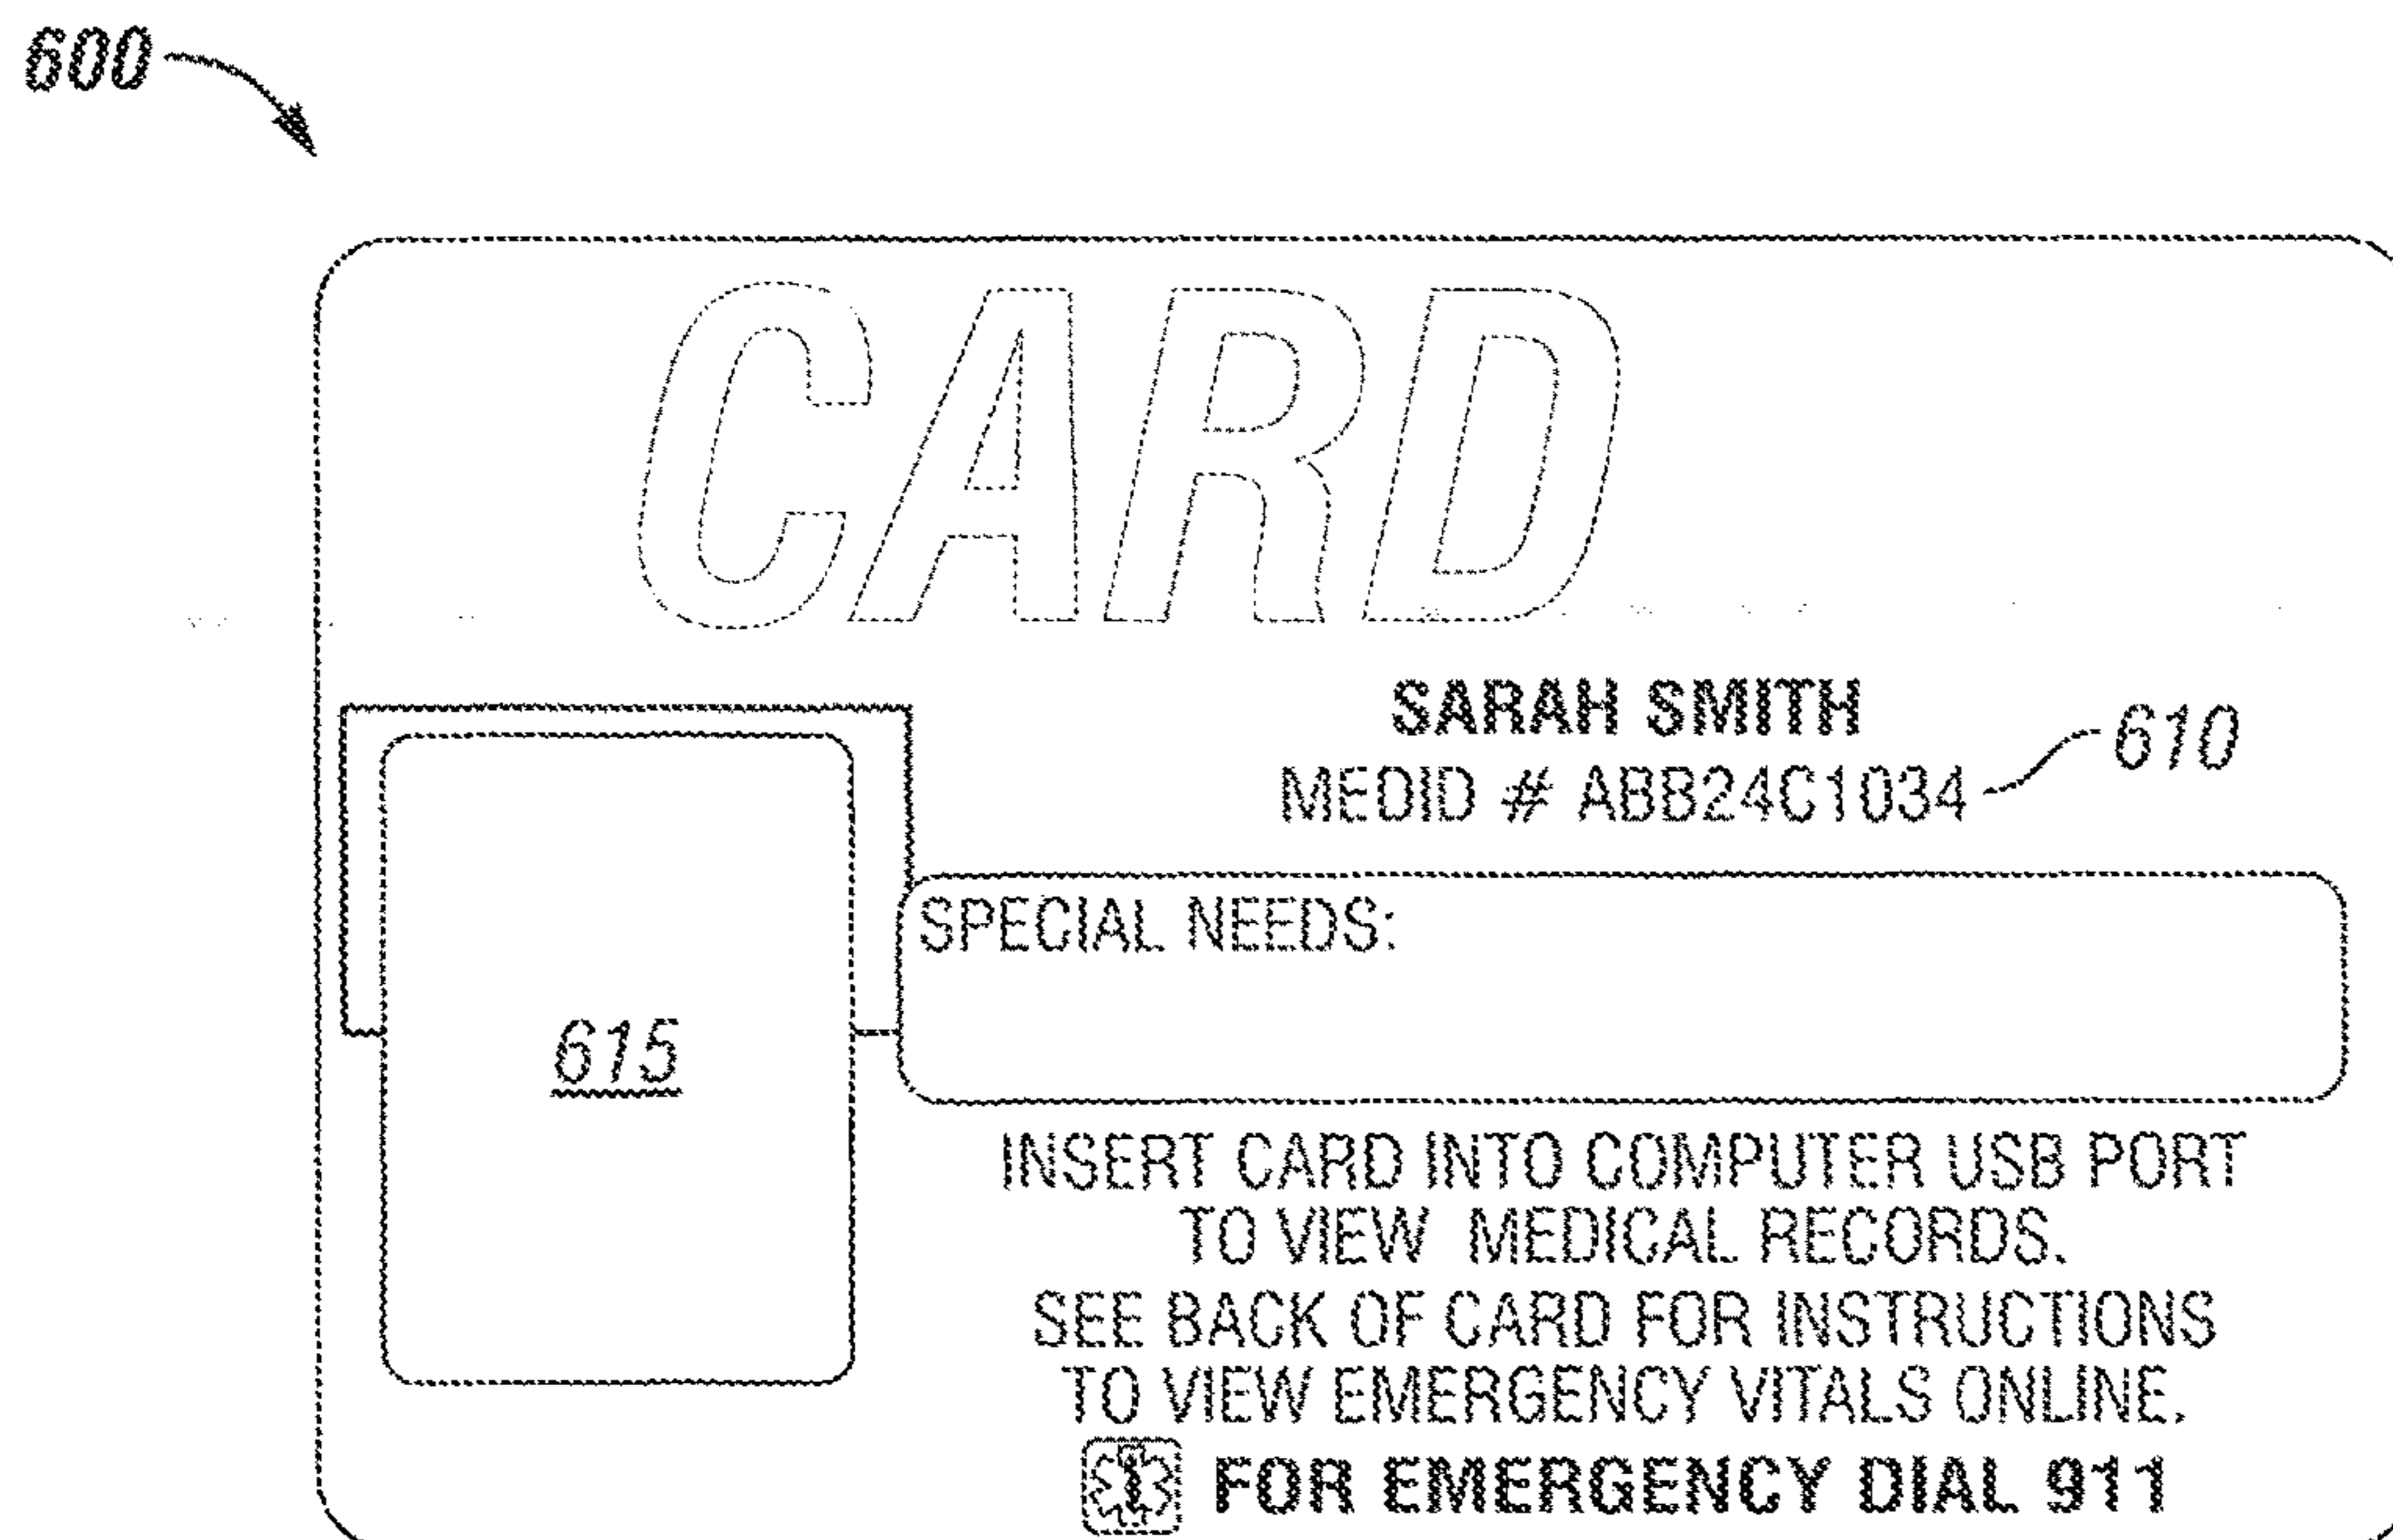 600
CARD
SARAH SMITH
MEDID # ABB24C1034
610
SPECIAL NEEDS:
615
INSERT CARD INTO COMPUTER USB PORT
TO VIEW MEDICAL RECORDS.
SEE BACK OF CARD FOR INSTRUCTIONS
TO VIEW EMERGENCY VITALS ONLINE.
FOR EMERGENCY DIAL 911